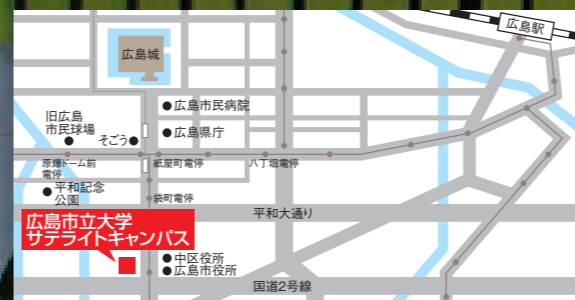 広島駅
広島城
広島市民病院
旧広島
市民球場
そごう
広島県庁
原爆ドーム前
電停
紙屋町電停
八丁堀電停
平和記念
公園
袋町電停
広島市立大学
サテライトキャンパス
平和大通り
中区役所
広島市役所
国道2号線